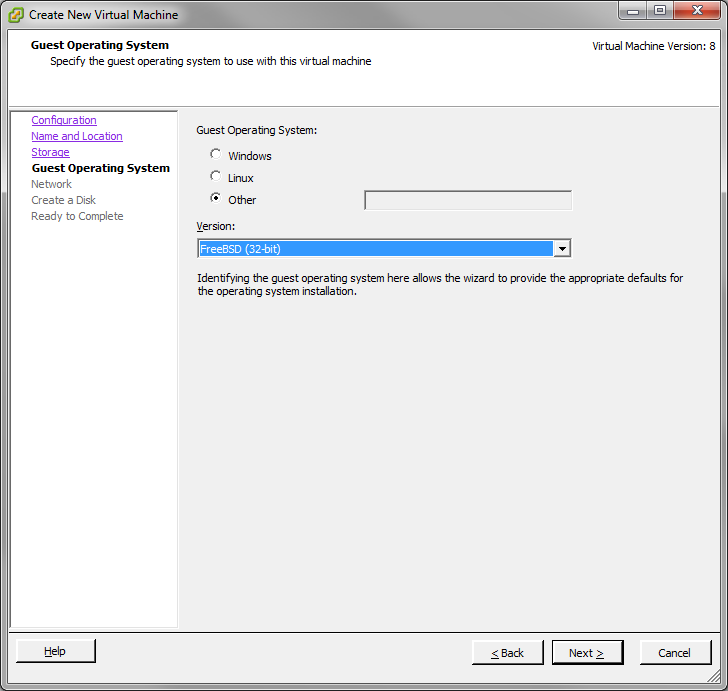 Create New Virtual Machine
Guest Operating System
Specify the guest operating system to use with this virtual machine
Virtual Machine Version: 8
Configuration
Name and Location
Storage
Guest Operating System
Network
Create a Disk
Ready to Complete
Guest Operating System:
Windows
Linux
Other
Version:
FreeBSD (32-bit)
Identifying the guest operating system here allows the wizard to provide the appropriate defaults for
the operating system installation.
Help
< Back
Next >
Cancel